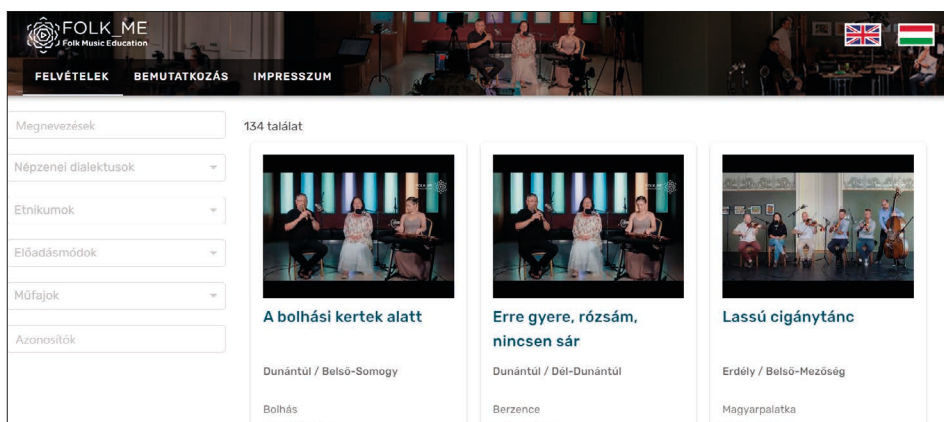 FOLK_ME
Folk Music Education
FELVÉTELEK BEMUTATKOZÁS IMPRESSZUM
Megnevezések
Népzenei dialektusok
Etnikumok
Előadásmódok
Műfajok
Azonosítók
134 találat
FOLK_ME
A bolhási kertek alatt
Dunántúl / Belső-Somogy
Bolhás
FOLK_ME
Erre gyere, rózsám,
nincsen sár
Dunántúl / Dél-Dunántúl
Berzence
Lassú cigánytánc
Erdély / Belső-Mezőség
Magyarpalatka